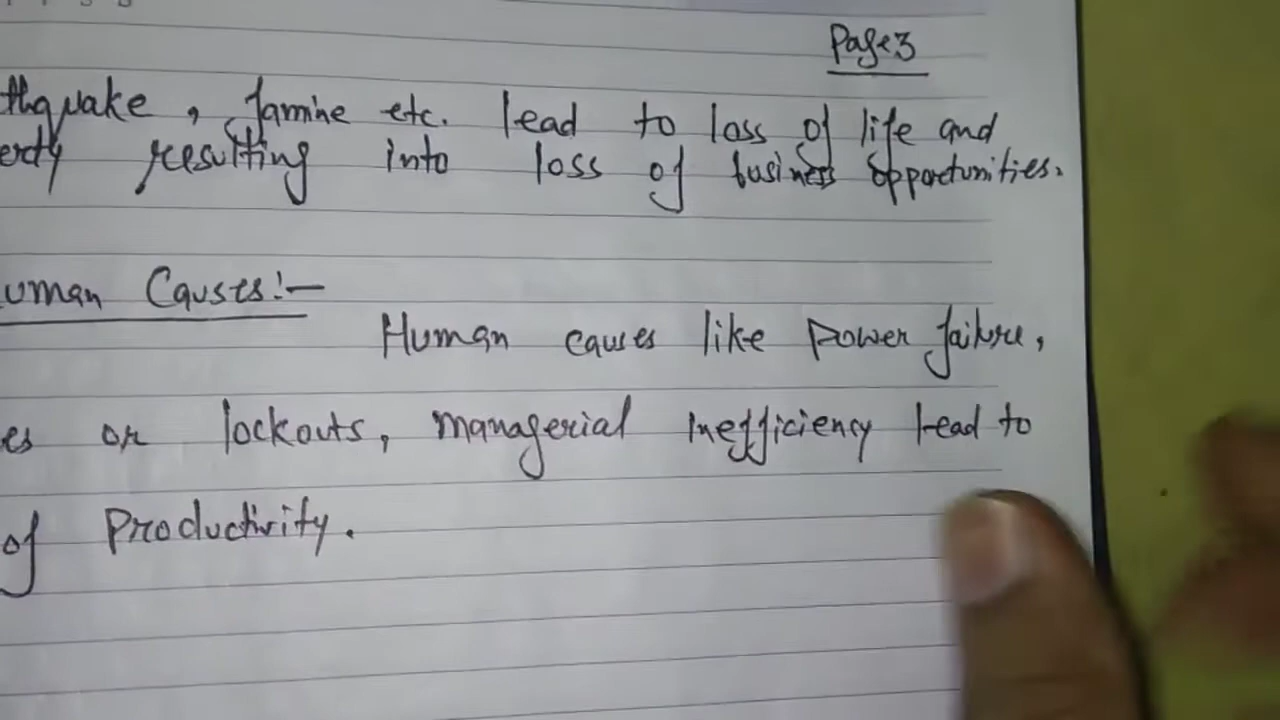 Page 3
thquake, famine etc. lead to loss of life and
erty resulting into loss of business opportunities.
uman Causes:-
Human causes like power failure,
es or lockouts, managerial inefficiency lead to
of Productivity.